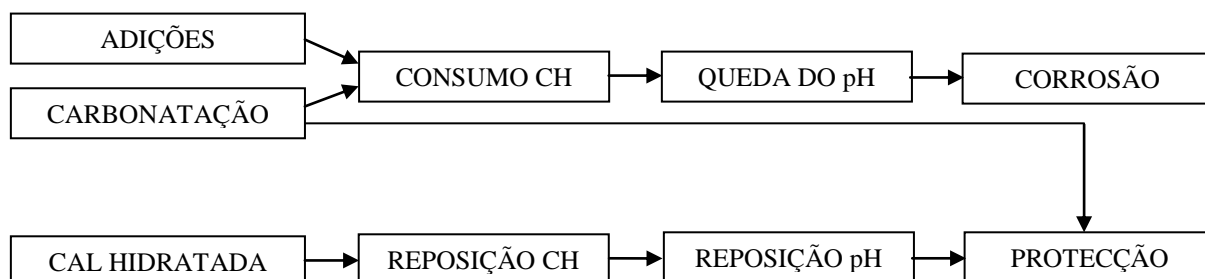 ADIÇÕES
CONSUMO CH
QUEDA DO pH
CORROSÃO
CARBONATAÇÃO
CAL HIDRATADA
REPOSIÇÃO CH
REPOSIÇÃO pH
PROTECÇÃO